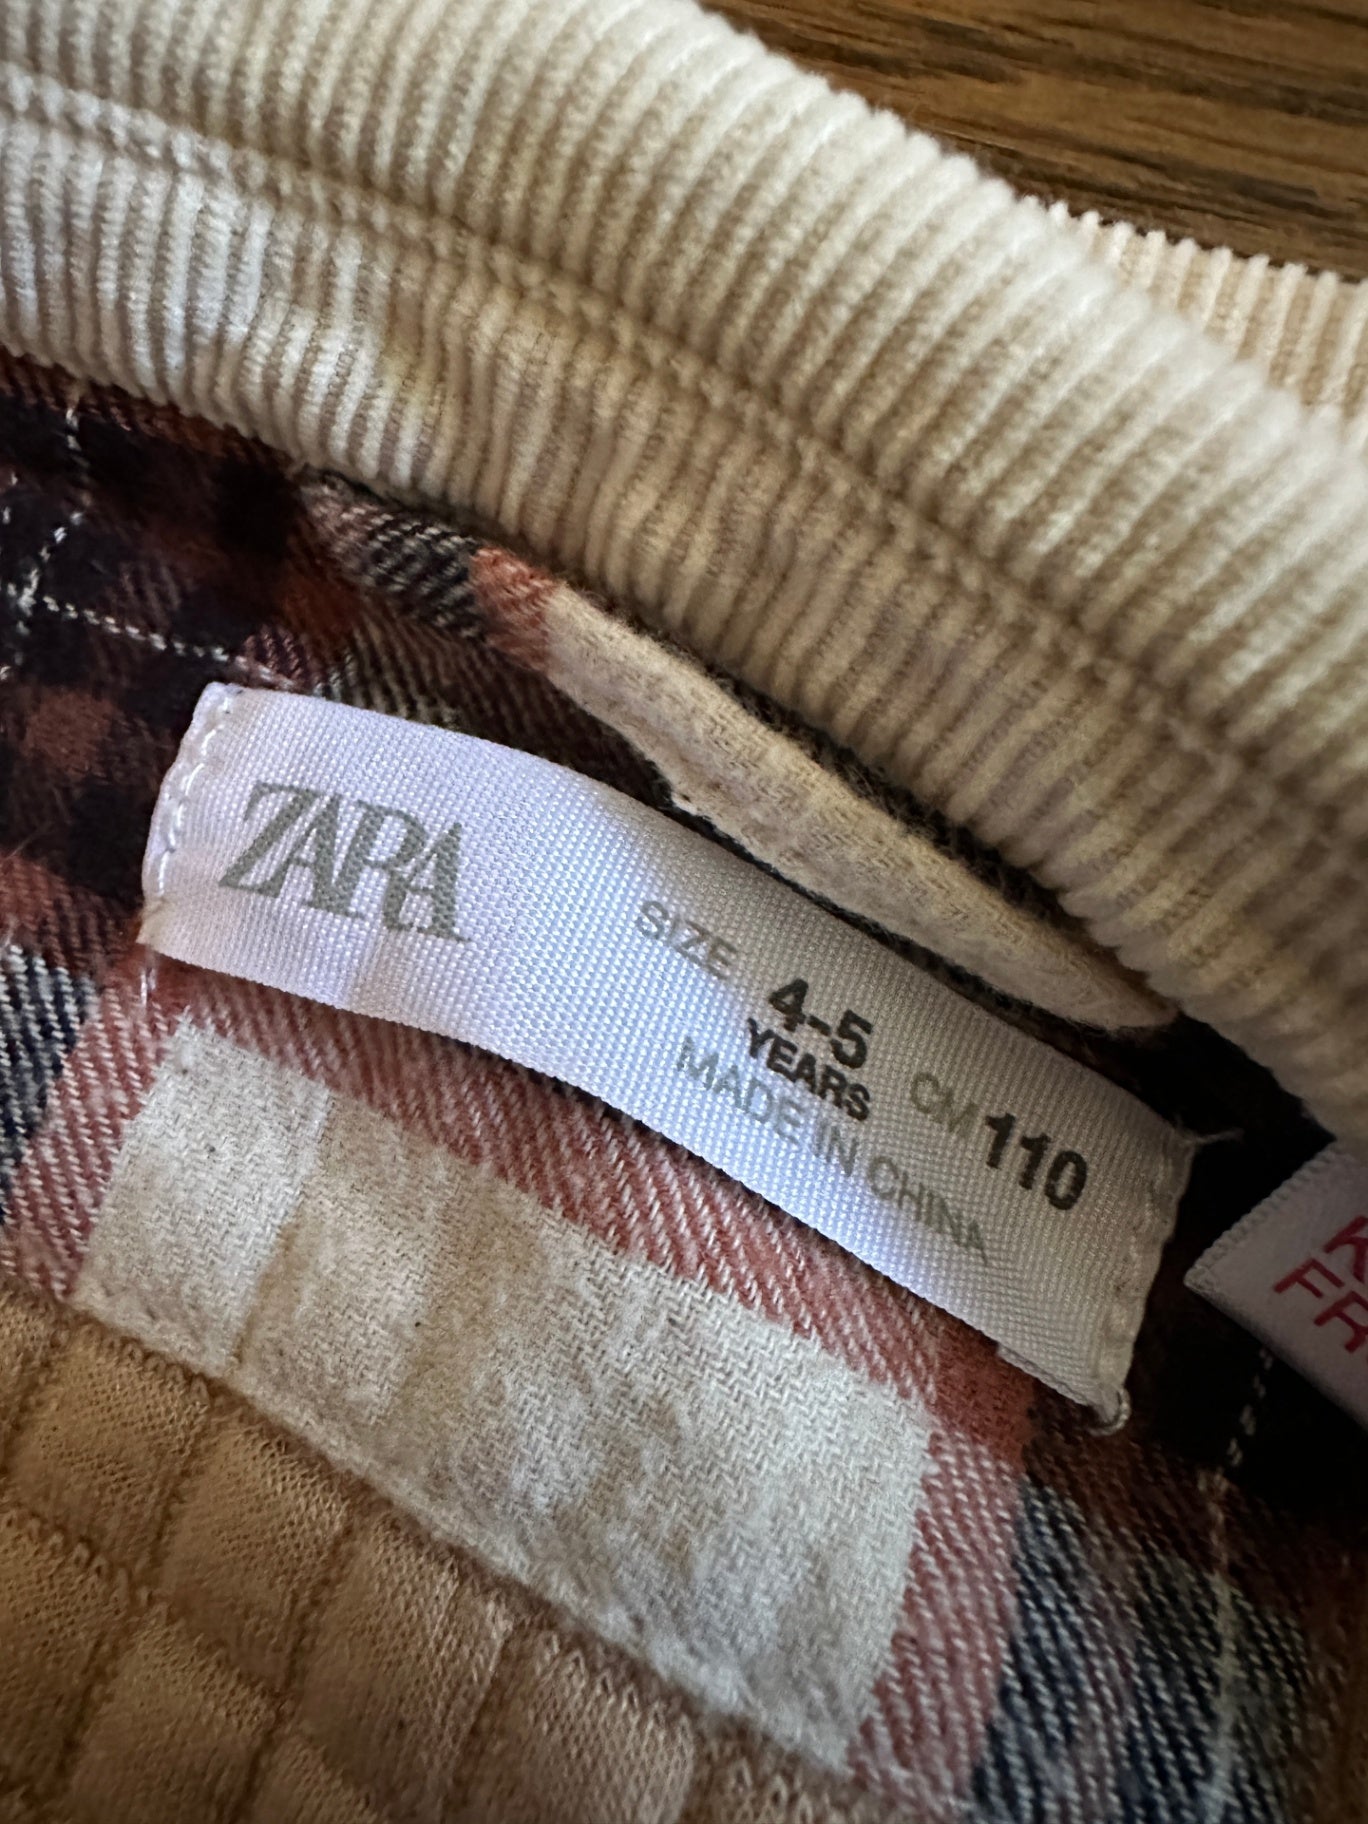 ZARA
SIZE 4-5 CM 110
YEARS
MADE IN CHINA